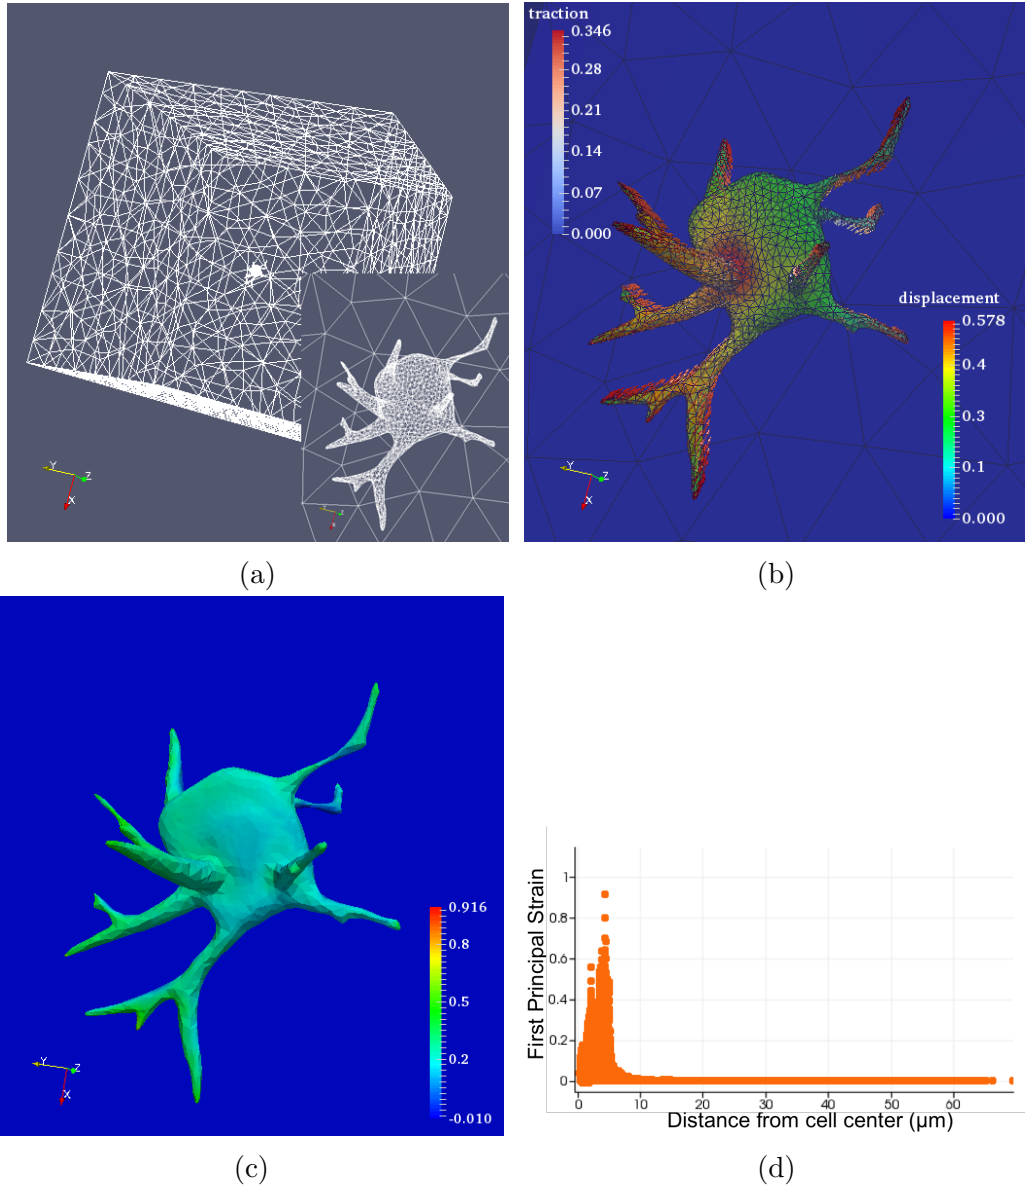 Y
Z
X
Y
Z
X
(a)
traction
0.346
0.28
0.21
0.14
0.07
0.000
displacement
0.578
0.4
0.3
0.1
0.000
Y
Z
X
(b)
0.916
0.8
0.5
0.2
-0.010
Y
Z
X
(c)
First Principal Strain
1
0.8
0.6
0.4
0.2
0
0 10 20 30 40 50 60
Distance from cell center (μm)
(d)